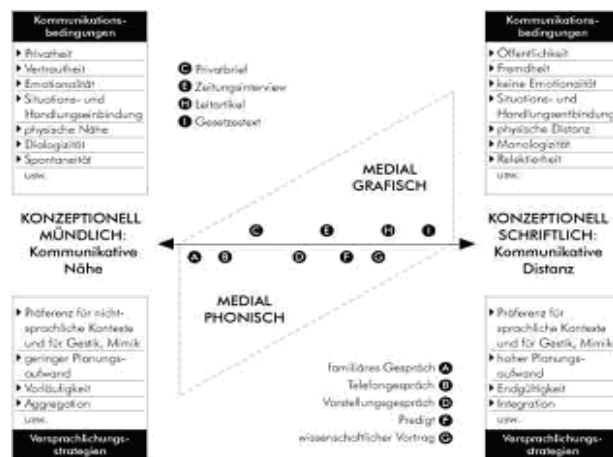 Kommunikations-
bedingungen
Privatheit
Vertrautheit
Emotionalität
Situations- und
Handlungseinbindung
physische Nähe
Dialogizität
Spontaneität
usw.
C Privatbrief
E Zeitungsinterview
H Leitartikel
I Gesetzestext
Kommunikations-
bedingungen
Öffentlichkeit
Fremdheit
keine Emotionalität
Situations- und
Handlungsentbindung
physische Distanz
Monologizität
Relektiertheit
usw.
MEDIAL
GRAFISCH
KONZEPTIONELL
MÜNDLICH:
Kommunikative
Nähe
C E H I
A B D F G
KONZEPTIONELL
SCHRIFTLICH:
Kommunikative
Distanz
MEDIAL
PHONISCH
Präferenz für nicht-
sprachliche Kontexte
und für Gestik, Mimik
geringer Planungs-
aufwand
Vorläufigkeit
Aggregation
usw.
Versprachlichungs-
strategien
familiäres Gespräch A
Telefongespräch B
Vorstellungsgespräch D
Predigt F
wissenschaftlicher Vortrag G
Präferenz für
sprachliche Kontexte
und für Gestik, Mimik
hoher Planungs-
aufwand
Endgültigkeit
Integration
usw.
Versprachlichungs-
strategien